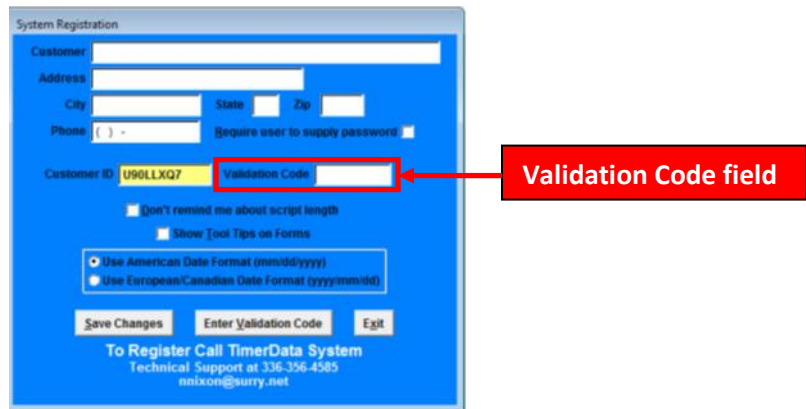 System Registration
Customer
Address
City State Zip
Phone ( ) - Require user to supply password
Customer ID U90LLXQ7 Validation Code
Validation Code field
Don't remind me about script length
Show Tool Tips on Forms
Use American Date Format (mm/dd/yyyy)
Use European/Canadian Date Format (yyyy/mm/dd)
Save Changes Enter Validation Code Exit
To Register Call TimerData System
Technical Support at 336-356-4585
nnixon@surry.net